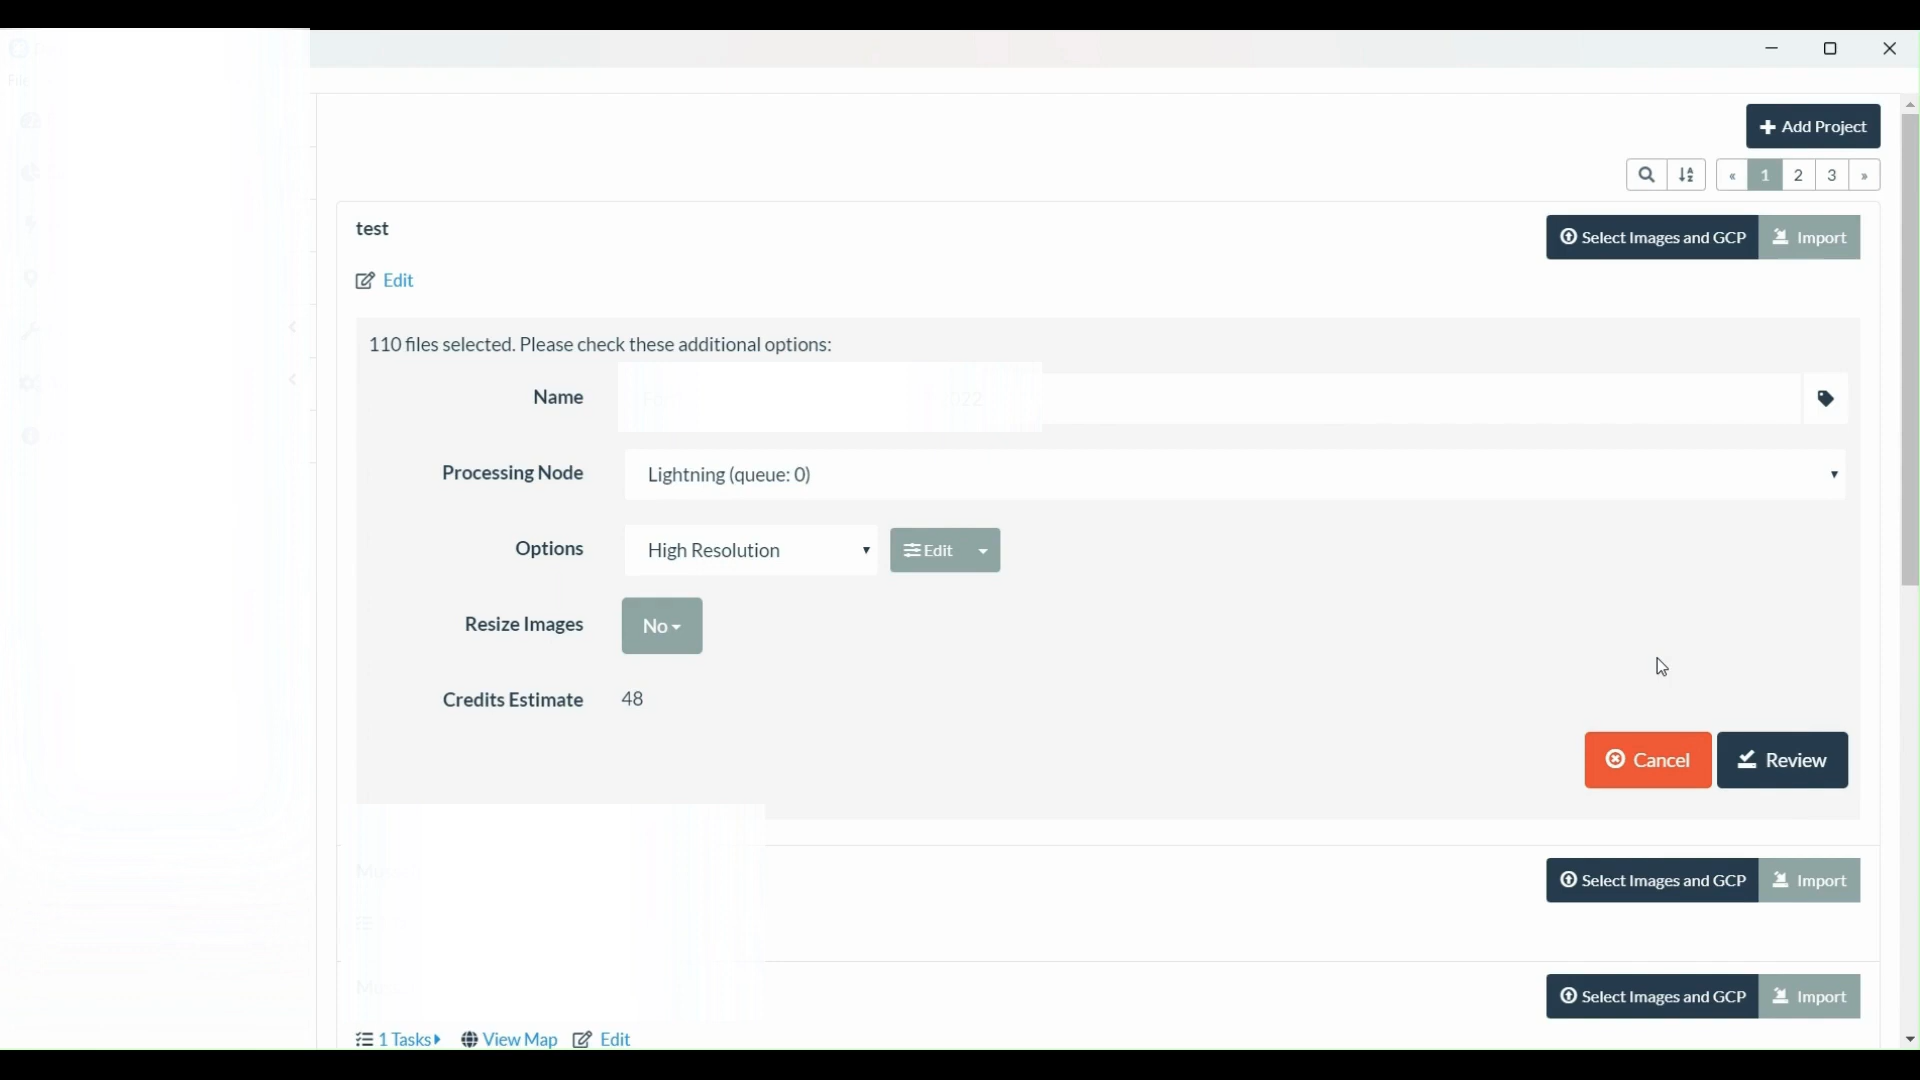 Add Project
« 1 2 3 »
test
Select Images and GCP Import
Edit
110 files selected. Please check these additional options:
Name
Processing Node Lightning (queue: 0)
Options High Resolution Edit
Resize Images No
Credits Estimate 48
Cancel Review
Select Images and GCP Import
Select Images and GCP Import
1 Tasks View Map Edit